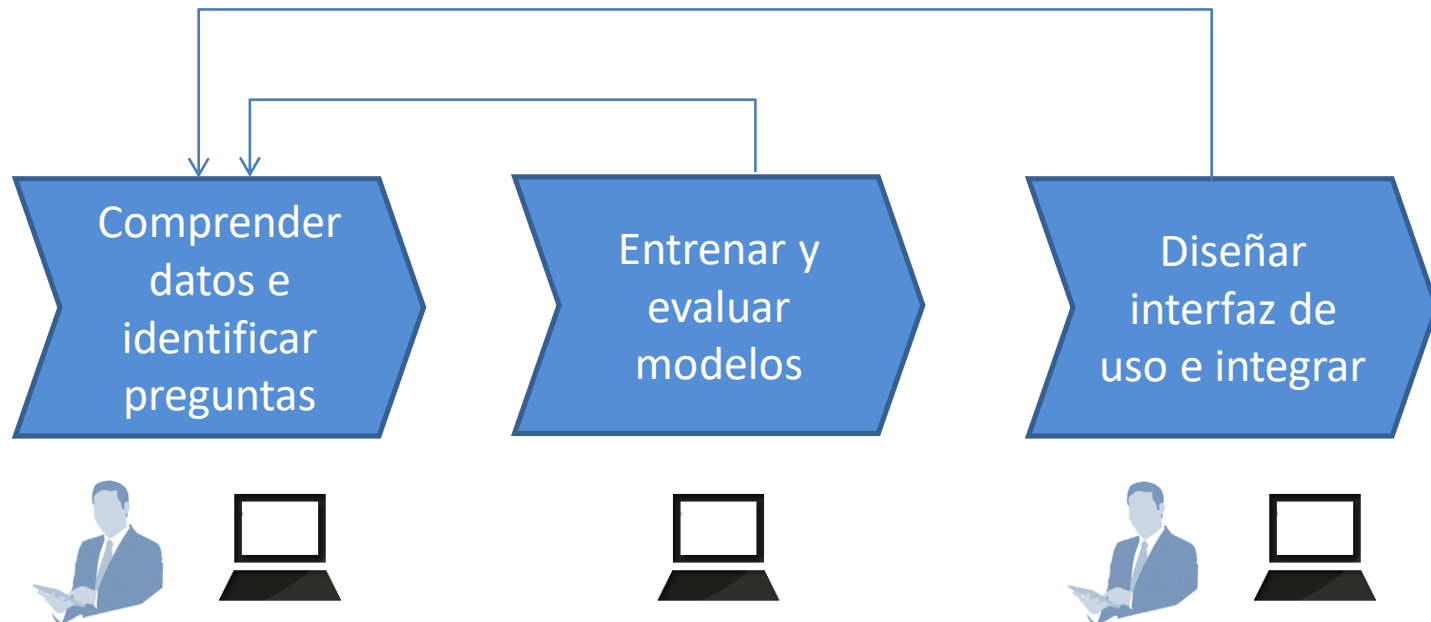 Comprender
datos e
identificar
preguntas
Entrenar y
evaluar
modelos
Diseñar
interfaz de
uso e integrar